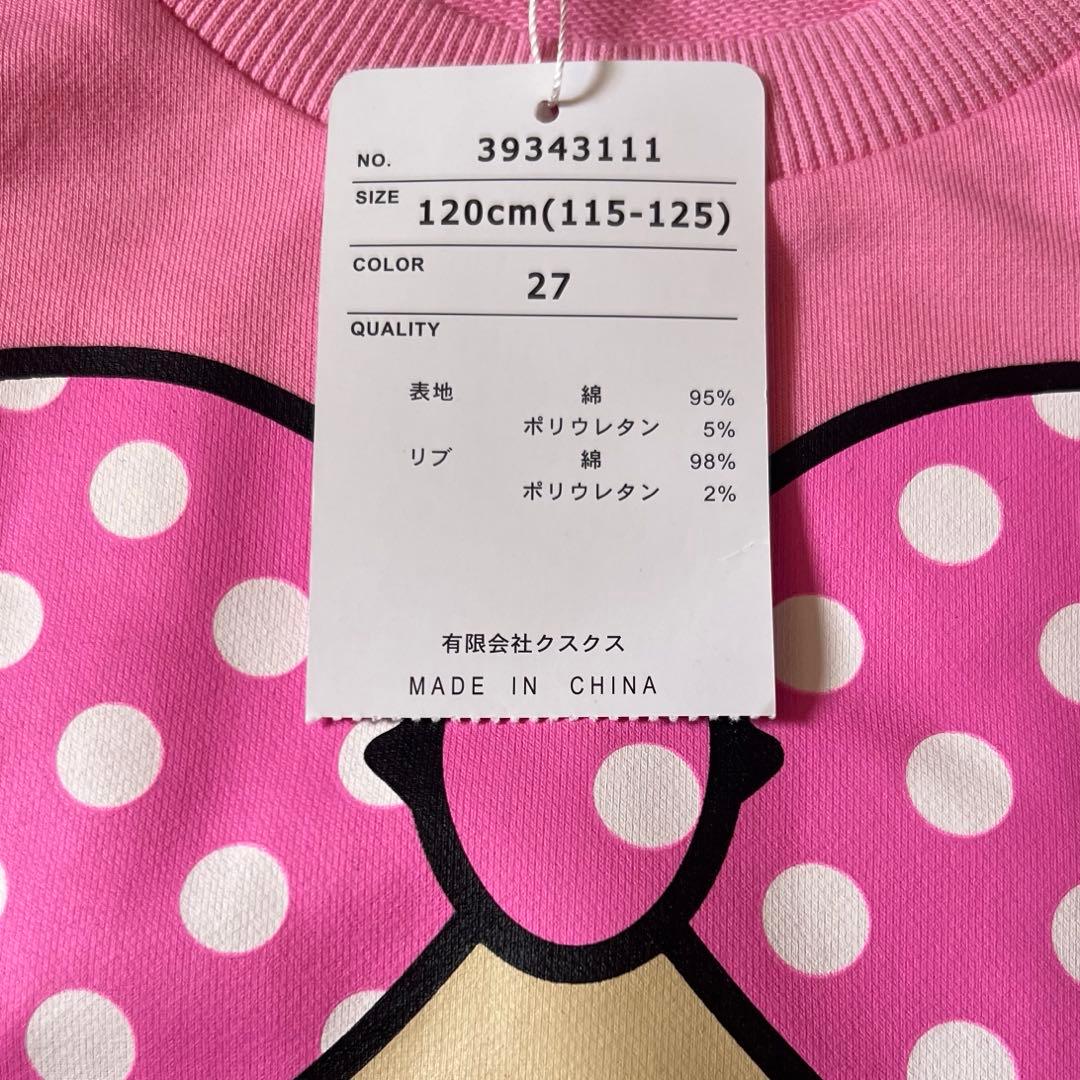 NO. 39343111
SIZE 120cm(115-125)
COLOR 27
QUALITY
表地 綿 95%
ポリウレタン 5%
リブ 綿 98%
ポリウレタン 2%
有限会社クスクス
MADE IN CHINA